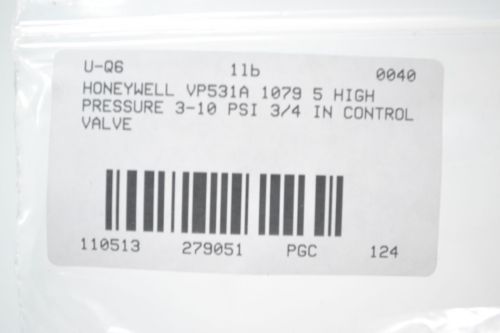 U-Q6 1lb 0040
HONEYWELL VP531A 1079 5 HIGH
PRESSURE 3-10 PSI 3/4 IN CONTROL
VALVE
110513 279051 PGC 124